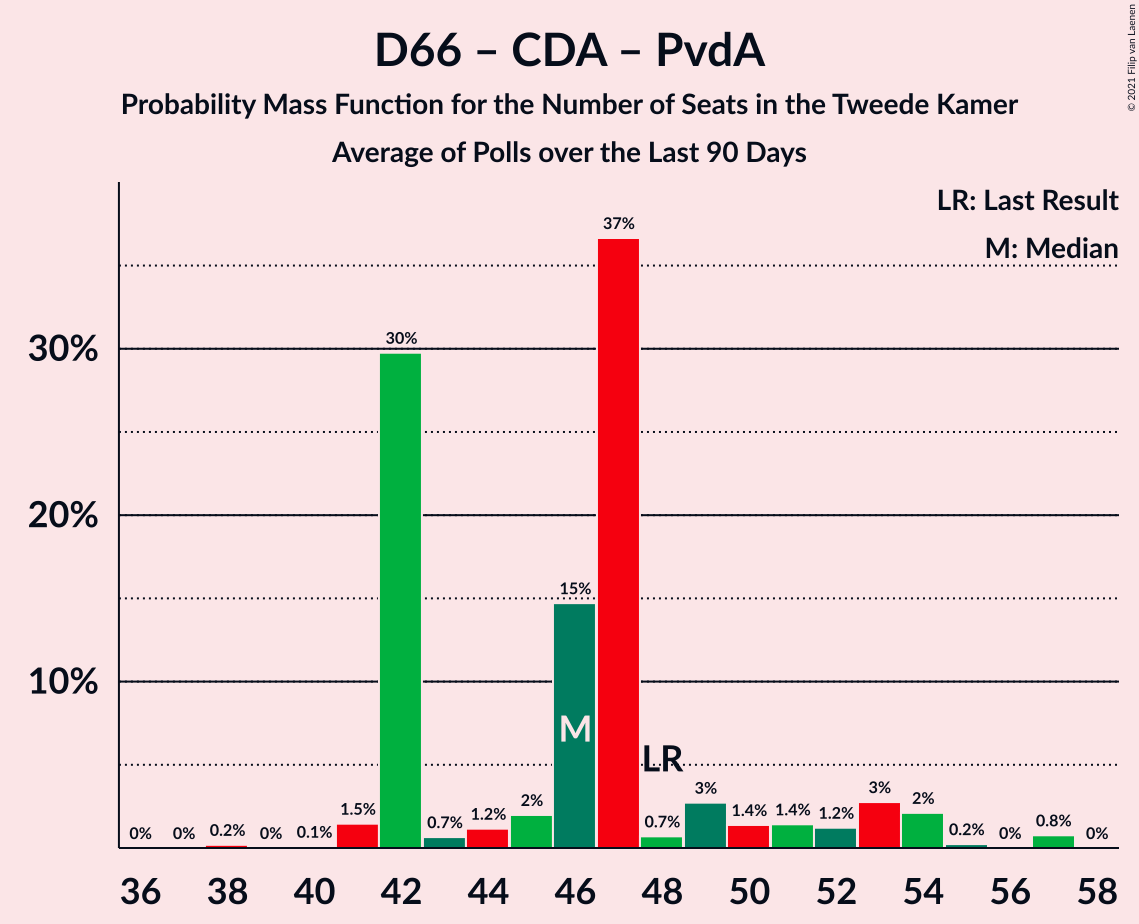 D66 – CDA – PvdA
Probability Mass Function for the Number of Seats in the Tweede Kamer
Average of Polls over the Last 90 Days
© 2021 Filip van Laenen
LR: Last Result
M: Median
30%
20%
10%
0% 0% 0.2% 0% 0.1% 1.5% 30% 0.7% 1.2% 2% 15% 37% 0.7% 3% 1.4% 1.4% 1.2% 3% 2% 0.2% 0% 0.8% 0%
M
LR
36 38 40 42 44 46 48 50 52 54 56 58